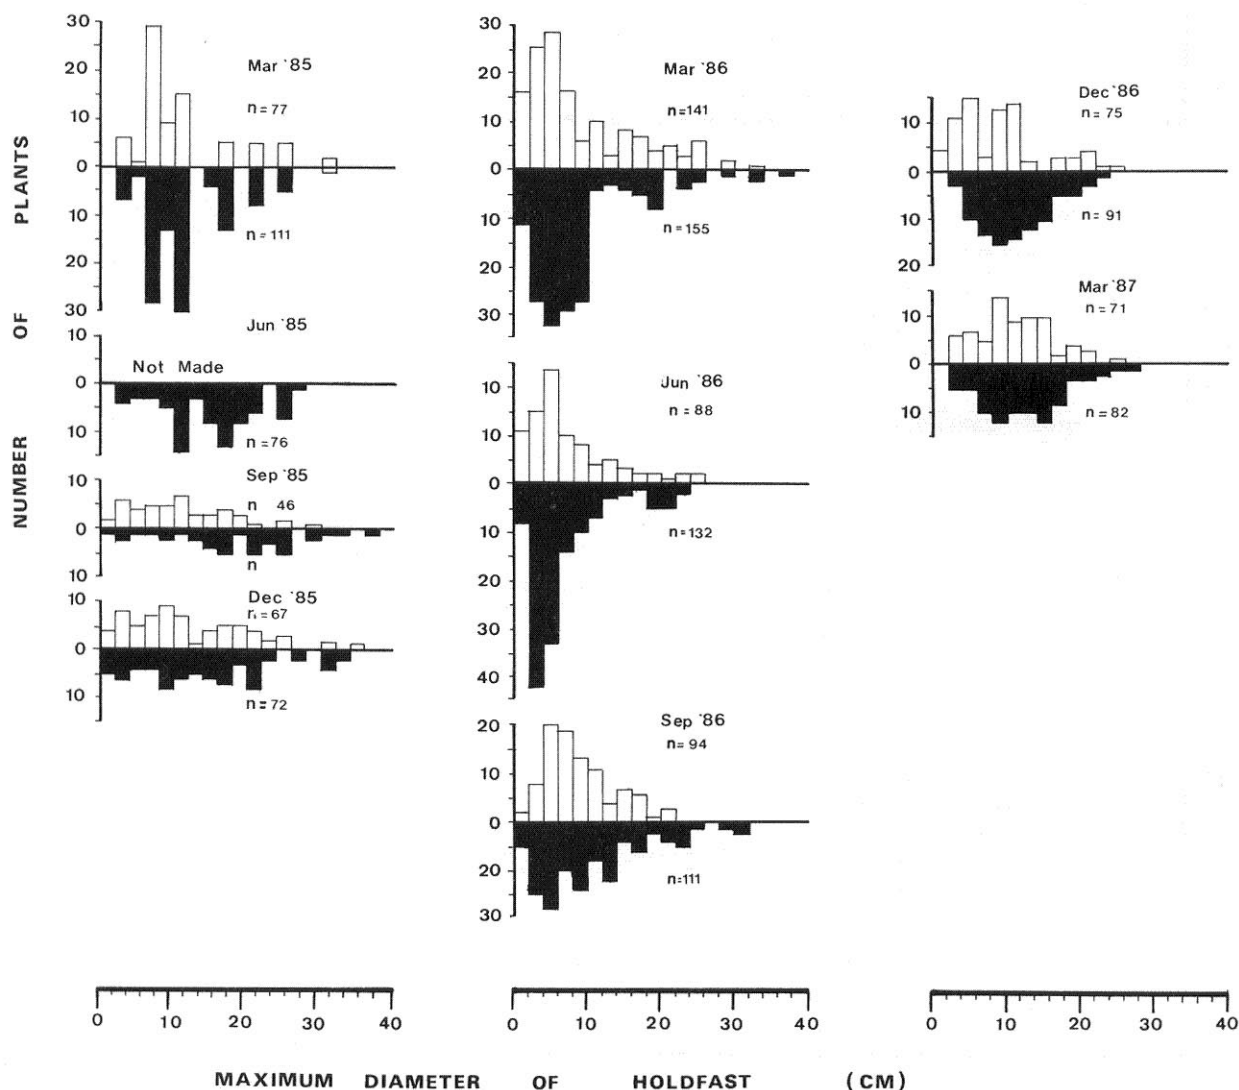 NUMBER OF PLANTS
30
20
10
0
10
20
30
Mar '85
n = 77
n = 111
Jun '85
10
0
10
Not Made
n = 76
Sep '85
10
0
10
n 46
n
Dec '85
10
0
10
n = 67
n = 72
30
20
10
0
10
20
30
Mar '86
n=141
n = 155
10
10
0
10
20
30
40
Jun '86
n = 88
n=132
20
10
0
10
20
30
Sep '86
n= 94
n=111
10
0
10
20
Dec '86
n = 75
n = 91
10
0
10
Mar '87
n = 71
n = 82
0 10 20 30 40
0 10 20 30 40
0 10 20 30 40
MAXIMUM DIAMETER OF HOLDFAST (CM)